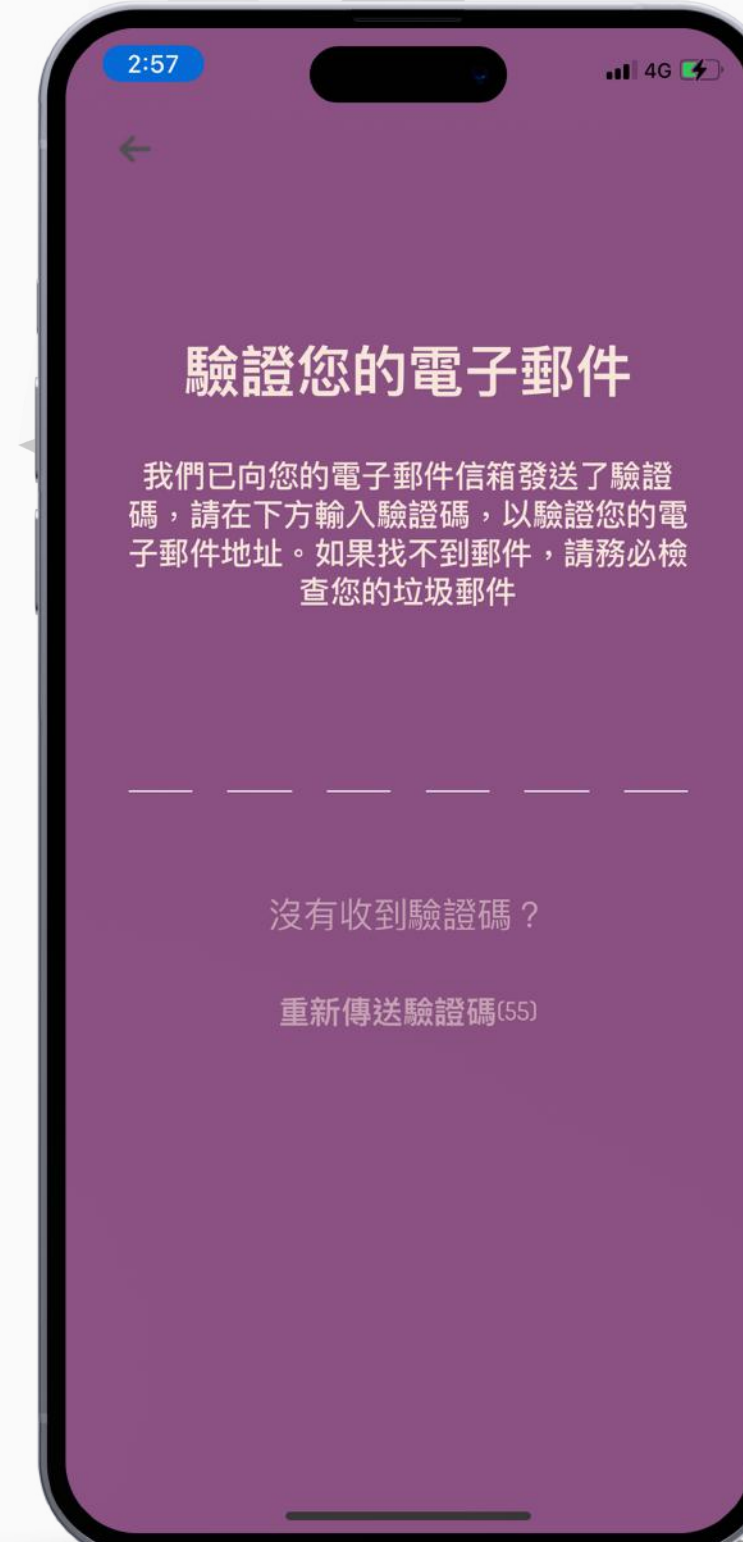 2:57
4G
驗證您的電子郵件
我們已向您的電子郵件信箱發送了驗證
碼，請在下方輸入驗證碼，以驗證您的電
子郵件地址。如果找不到郵件，請務必檢
查您的垃圾郵件
沒有收到驗證碼？
重新傳送驗證碼(55)